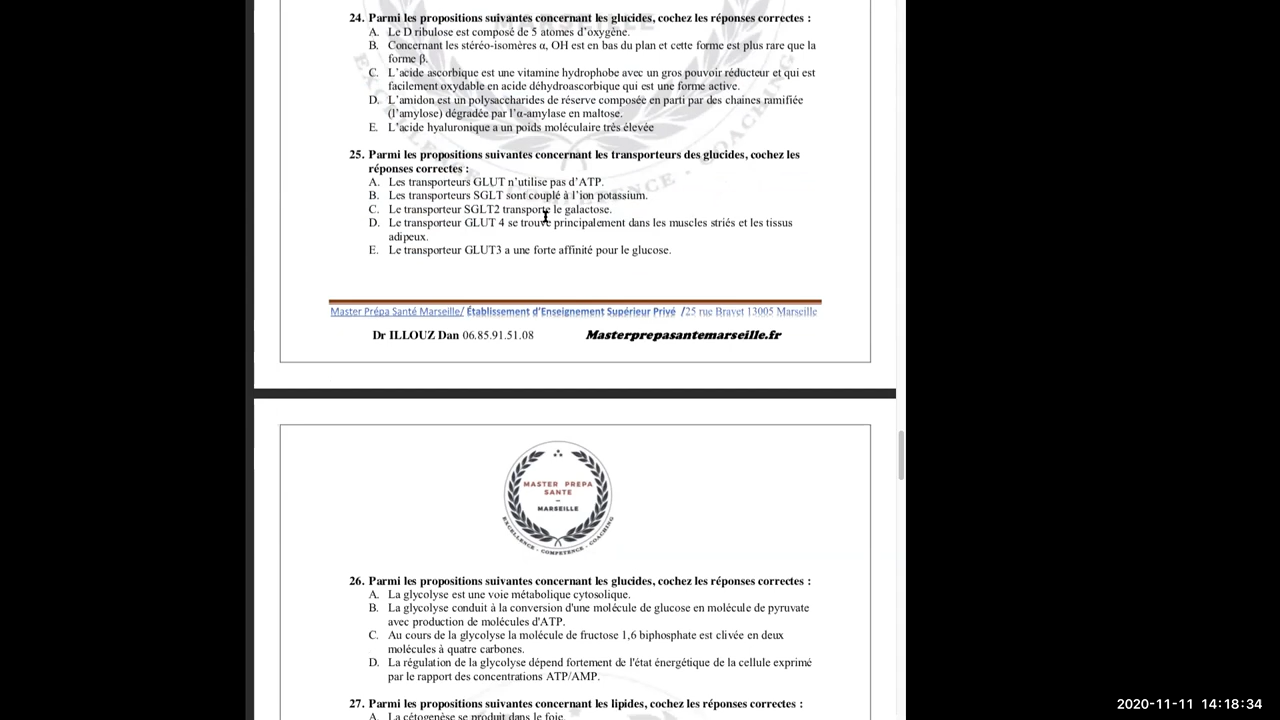 24. Parmi les propositions suivantes concernant les glucides, cochez les réponses correctes :
A. Le D ribulose est composé de 5 atomes d’oxygène.
B. Concernant les stéréo-isomères α, OH est en bas du plan et cette forme est plus rare que la
forme β.
C. L’acide ascorbique est une vitamine hydrophobe avec un gros pouvoir réducteur et qui est
facilement oxydable en acide déhydroascorbique qui est une forme active.
D. L’amidon est un polysaccharides de réserve composée en parti par des chaines ramifiée
(l’amylose) dégradée par l’α-amylase en maltose.
E. L’acide hyaluronique a un poids moléculaire trés élevée
25. Parmi les propositions suivantes concernant les transporteurs des glucides, cochez les
réponses correctes :
A. Les transporteurs GLUT n’utilise pas d’ATP.
B. Les transporteurs SGLT sont couplé à l’ion potassium.
C. Le transporteur SGLT2 transporte le galactose.
D. Le transporteur GLUT 4 se trouve principalement dans les muscles striés et les tissus
adipeux.
E. Le transporteur GLUT3 a une forte affinité pour le glucose.
Master Prépa Santé Marseille/ Établissement d’Enseignement Supérieur Privé /25 rue Bravet 13005 Marseille
Dr ILLOUZ Dan 06.85.91.51.08 Masterprepasantemarseille.fr
MASTER PREPA
SANTE
–
MARSEILLE
EXCELLENCE - COMPETENCE - COACHING
26. Parmi les propositions suivantes concernant les glucides, cochez les réponses correctes :
A. La glycolyse est une voie métabolique cytosolique.
B. La glycolyse conduit à la conversion d'une molécule de glucose en molécule de pyruvate
avec production de molécules d'ATP.
C. Au cours de la glycolyse la molécule de fructose 1,6 biphosphate est clivée en deux
molécules à quatre carbones.
D. La régulation de la glycolyse dépend fortement de l'état énergétique de la cellule exprimé
par le rapport des concentrations ATP/AMP.
27. Parmi les propositions suivantes concernant les lipides, cochez les réponses correctes :
A. La cétogenèse se produit dans le foie.
2020-11-11 14:18:34